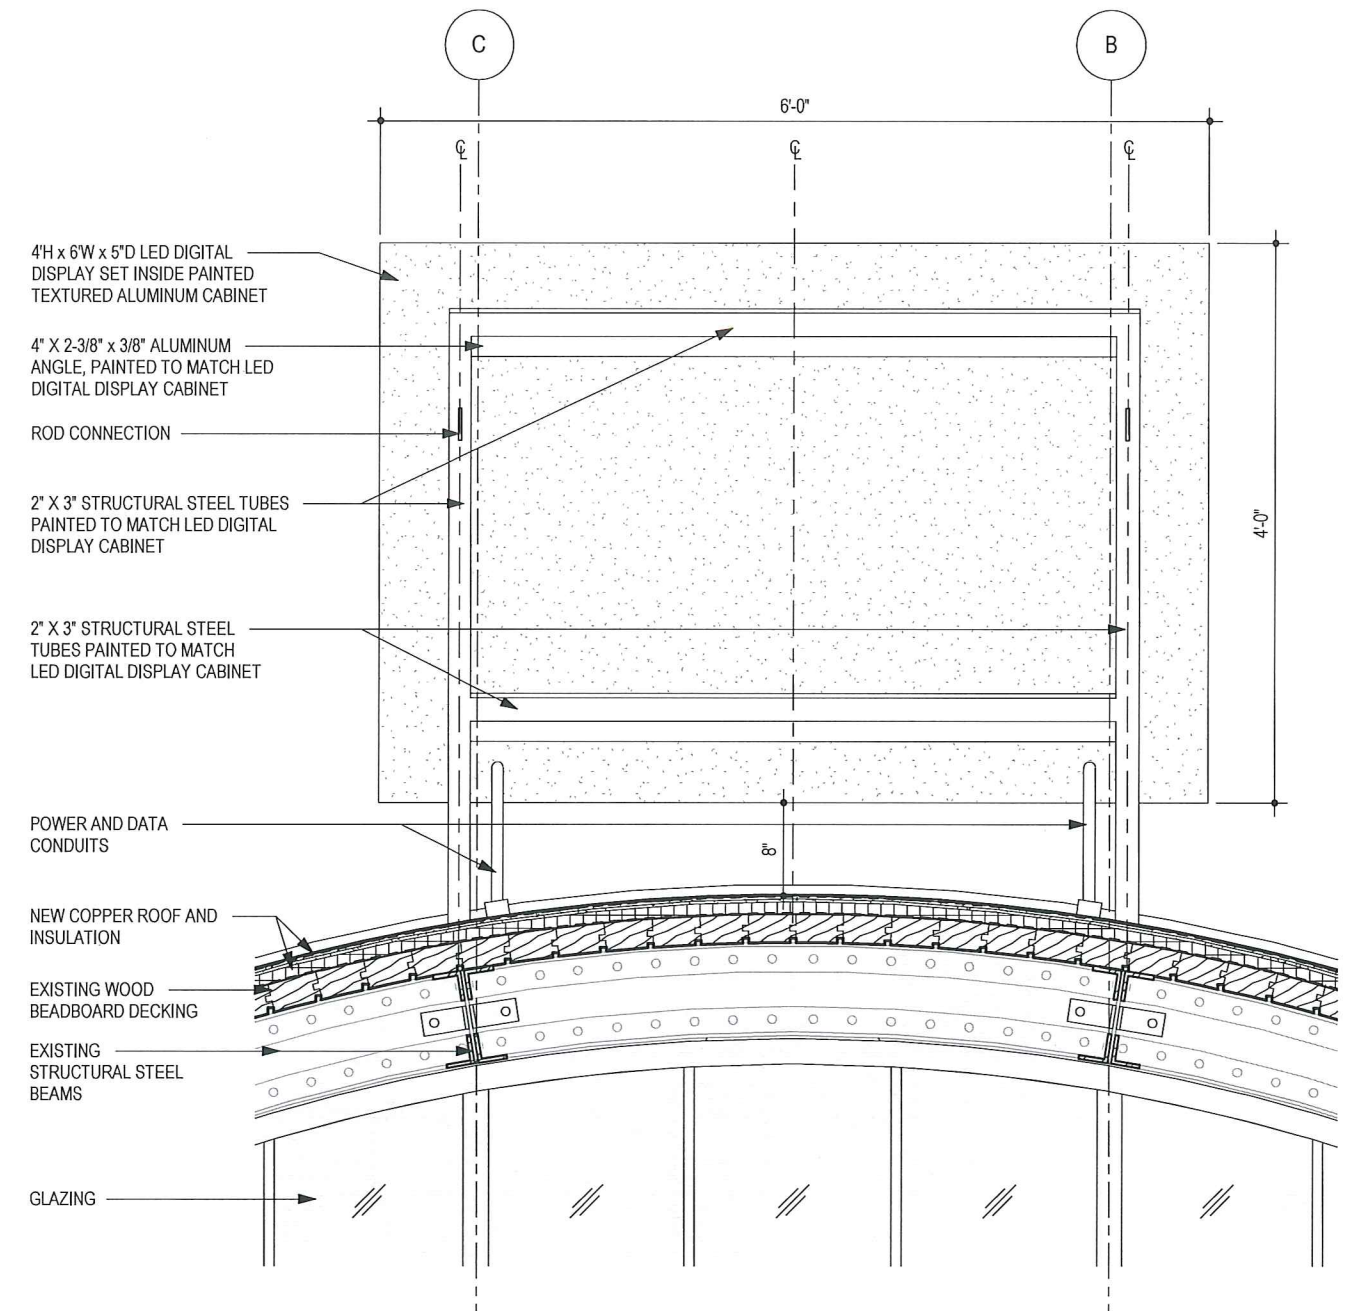 C
B
6'-0"
℄
℄
℄
4'H x 6'W x 5"D LED DIGITAL
DISPLAY SET INSIDE PAINTED
TEXTURED ALUMINUM CABINET
4" X 2-3/8" x 3/8" ALUMINUM
ANGLE, PAINTED TO MATCH LED
DIGITAL DISPLAY CABINET
ROD CONNECTION
2" X 3" STRUCTURAL STEEL TUBES
PAINTED TO MATCH LED DIGITAL
DISPLAY CABINET
4'-0"
2" X 3" STRUCTURAL STEEL
TUBES PAINTED TO MATCH
LED DIGITAL DISPLAY CABINET
POWER AND DATA
CONDUITS
8"
NEW COPPER ROOF AND
INSULATION
EXISTING WOOD
BEADBOARD DECKING
EXISTING
STRUCTURAL STEEL
BEAMS
GLAZING